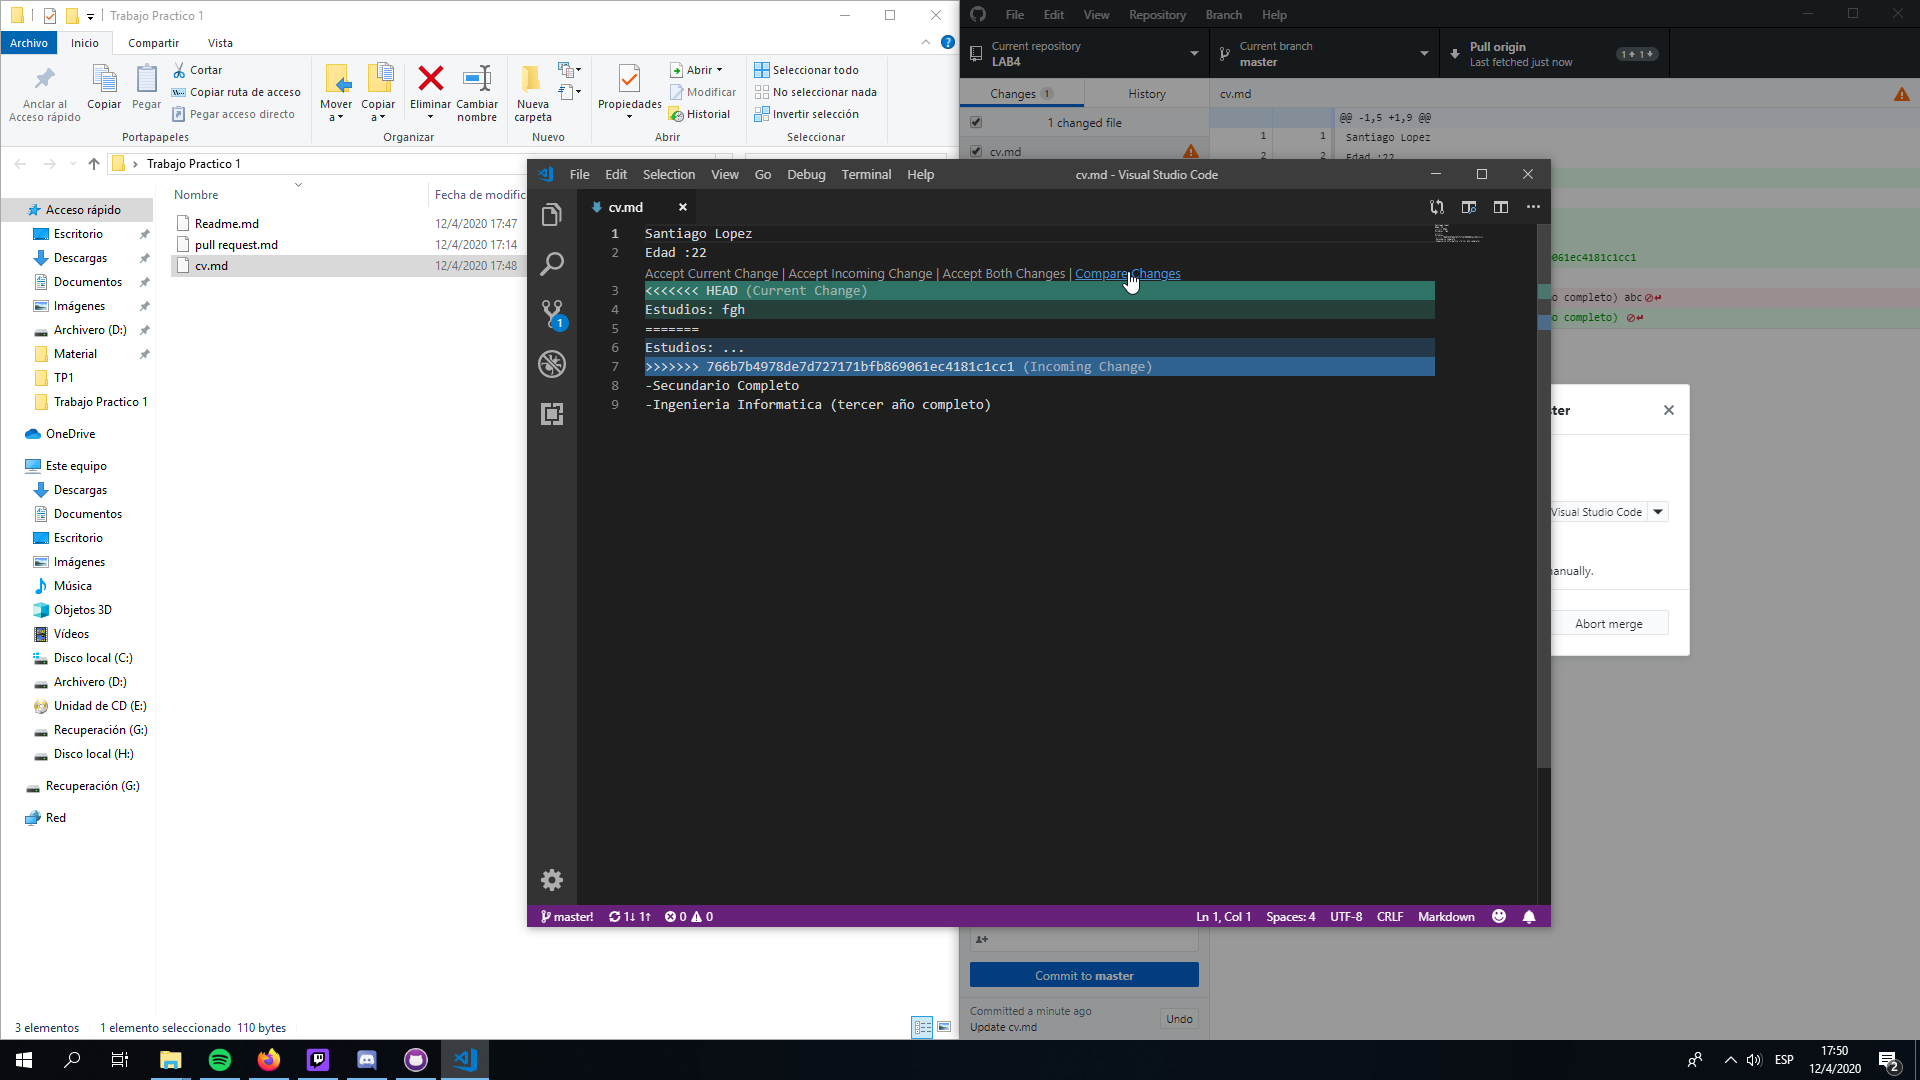 Trabajo Practico 1
Archivo Inicio Compartir Vista
Anclar al Acceso rápido
Copiar
Pegar
Cortar
Copiar ruta de acceso
Pegar acceso directo
Portapapeles
Mover a
Copiar a
Eliminar
Cambiar nombre
Organizar
Nueva carpeta
Nuevo
Propiedades
Abrir
Modificar
Historial
Abrir
Seleccionar todo
No seleccionar nada
Invertir selección
Seleccionar
Trabajo Practico 1
Nombre Fecha de modific
Readme.md 12/4/2020 17:47
pull request.md 12/4/2020 17:14
cv.md 12/4/2020 17:48
Acceso rápido
Escritorio
Descargas
Documentos
Imágenes
Archivero (D:)
Material
TP1
Trabajo Practico 1
OneDrive
Este equipo
Descargas
Documentos
Escritorio
Imágenes
Música
Objetos 3D
Vídeos
Disco local (C:)
Archivero (D:)
Unidad de CD (E:)
Recuperación (G:)
Disco local (H:)
Recuperación (G:)
Red
3 elementos 1 elemento seleccionado 110 bytes
File Edit View Repository Branch Help
Current repository
LAB4
Current branch
master
Pull origin
Last fetched just now
1 1
Changes 1 History
cv.md
1 changed file
cv.md
@@ -1,5 +1,9 @@
1 1 Santiago Lopez
2 2 Edad :22
061ec4181c1cc1
o completo) abc
o completo)
ster
Visual Studio Code
anually.
Abort merge
Commit to master
Committed a minute ago
Update cv.md
Undo
File Edit Selection View Go Debug Terminal Help
cv.md - Visual Studio Code
cv.md
1 Santiago Lopez
2 Edad :22
Accept Current Change | Accept Incoming Change | Accept Both Changes | Compare Changes
3 <<<<<<< HEAD (Current Change)
4 Estudios: fgh
5 =======
6 Estudios: ...
7 >>>>>>> 766b7b4978de7d727171bfb869061ec4181c1cc1 (Incoming Change)
8 -Secundario Completo
9 -Ingenieria Informatica (tercer año completo)
1
master! 1↓ 1↑ 0 0
Ln 1, Col 1 Spaces: 4 UTF-8 CRLF Markdown
ESP
17:50
12/4/2020
2